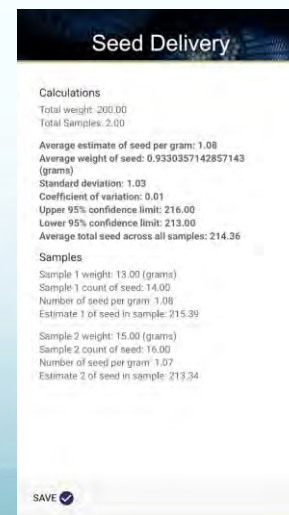 Seed Delivery
Calculations
Total weight: 200.00
Total Samples: 2.00
Average estimate of seed per gram: 1.08
Average weight of seed: 0.9330357142857143
(grams)
Standard deviation: 1.03
Coefficient of variation: 0.01
Upper 95% confidence limit: 216.00
Lower 95% confidence limit: 213.00
Average total seed across all samples: 214.36
Samples
Sample 1 weight: 13.00 (grams)
Sample 1 count of seed: 14.00
Number of seed per gram: 1.08
Estimate 1 of seed in sample: 215.39
Sample 2 weight: 15.00 (grams)
Sample 2 count of seed: 16.00
Number of seed per gram: 1.07
Estimate 2 of seed in sample: 213.34
SAVE